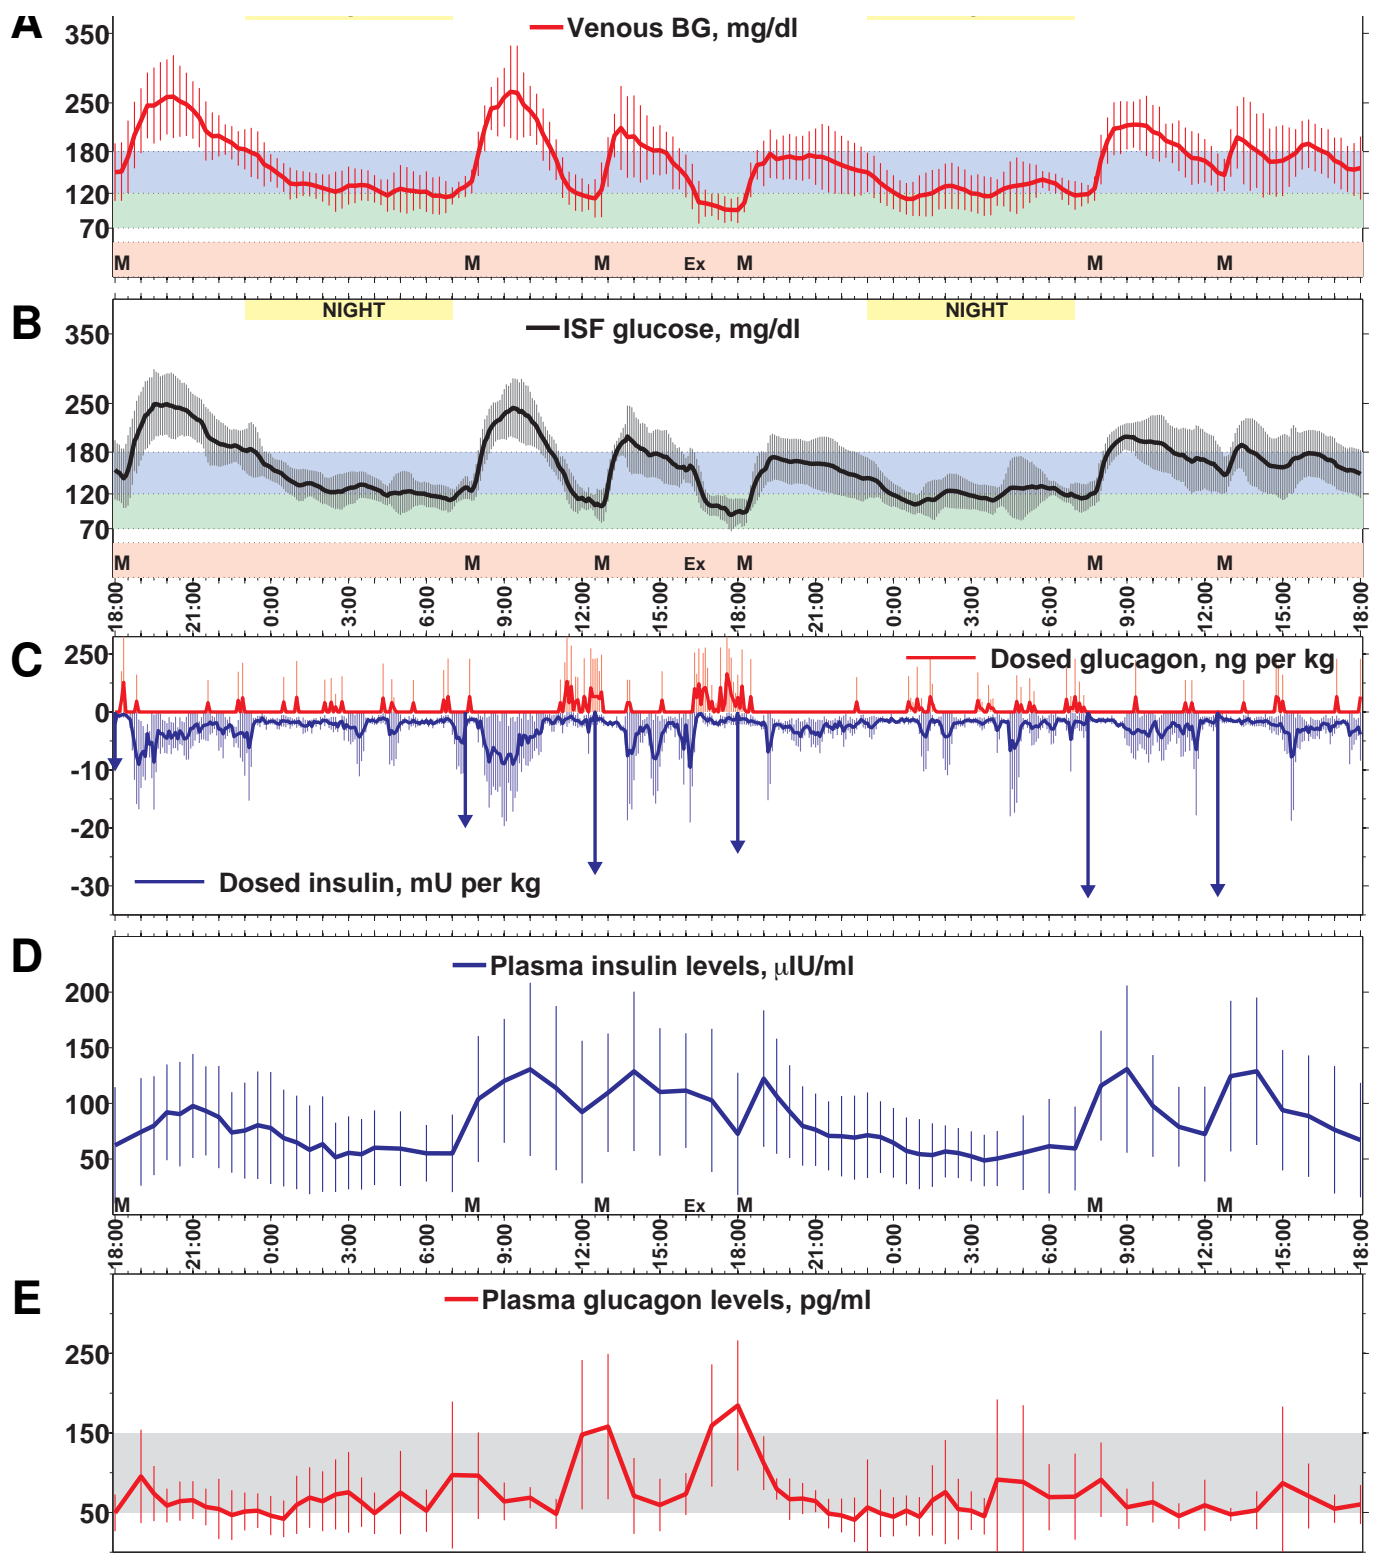 A
Venous BG, mg/dl
350
250
180
120
70
M M M Ex M M M
B
NIGHT NIGHT
ISF glucose, mg/dl
350
250
180
120
70
M M M Ex M M M
18:00 21:00 0:00 3:00 6:00 9:00 12:00 15:00 18:00 21:00 0:00 3:00 6:00 9:00 12:00 15:00 18:00
C
250
Dosed glucagon, ng per kg
0
-10
-20
-30
Dosed insulin, mU per kg
D
Plasma insulin levels, µIU/ml
200
150
100
50
M M M Ex M M M
18:00 21:00 0:00 3:00 6:00 9:00 12:00 15:00 18:00 21:00 0:00 3:00 6:00 9:00 12:00 15:00 18:00
E
Plasma glucagon levels, pg/ml
250
150
50